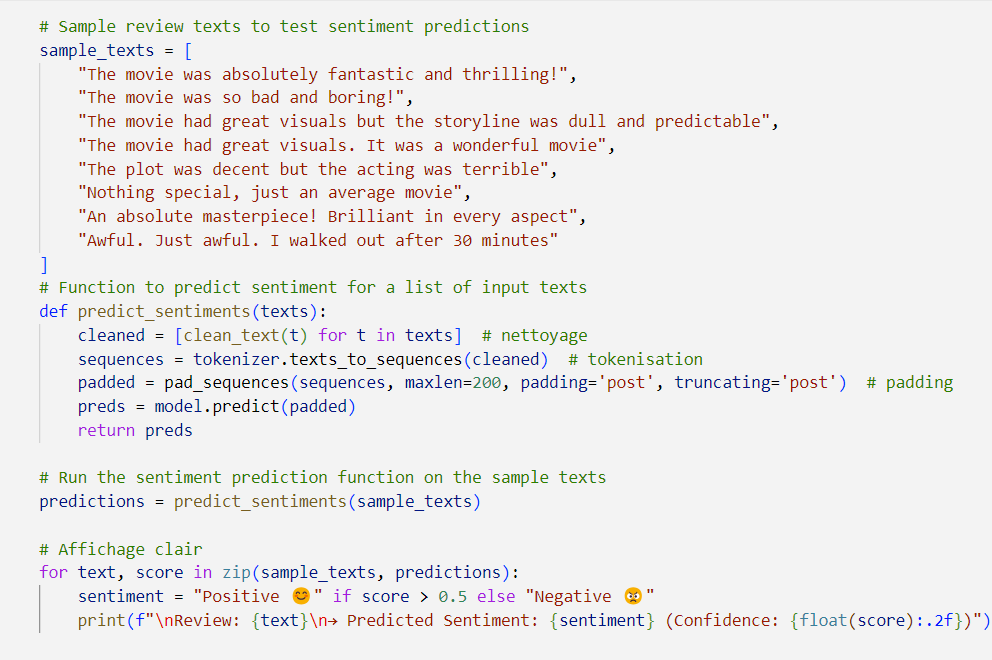 # Sample review texts to test sentiment predictions
sample_texts = [
    "The movie was absolutely fantastic and thrilling!",
    "The movie was so bad and boring!",
    "The movie had great visuals but the storyline was dull and predictable",
    "The movie had great visuals. It was a wonderful movie",
    "The plot was decent but the acting was terrible",
    "Nothing special, just an average movie",
    "An absolute masterpiece! Brilliant in every aspect",
    "Awful. Just awful. I walked out after 30 minutes"
]
# Function to predict sentiment for a list of input texts
def predict_sentiments(texts):
    cleaned = [clean_text(t) for t in texts]  # nettoyage
    sequences = tokenizer.texts_to_sequences(cleaned)  # tokenisation
    padded = pad_sequences(sequences, maxlen=200, padding='post', truncating='post')  # padding
    preds = model.predict(padded)
    return preds

# Run the sentiment prediction function on the sample texts
predictions = predict_sentiments(sample_texts)

# Affichage clair
for text, score in zip(sample_texts, predictions):
    sentiment = "Positive 😊" if score > 0.5 else "Negative 😠"
    print(f"\nReview: {text}\n→ Predicted Sentiment: {sentiment} (Confidence: {float(score):.2f})")